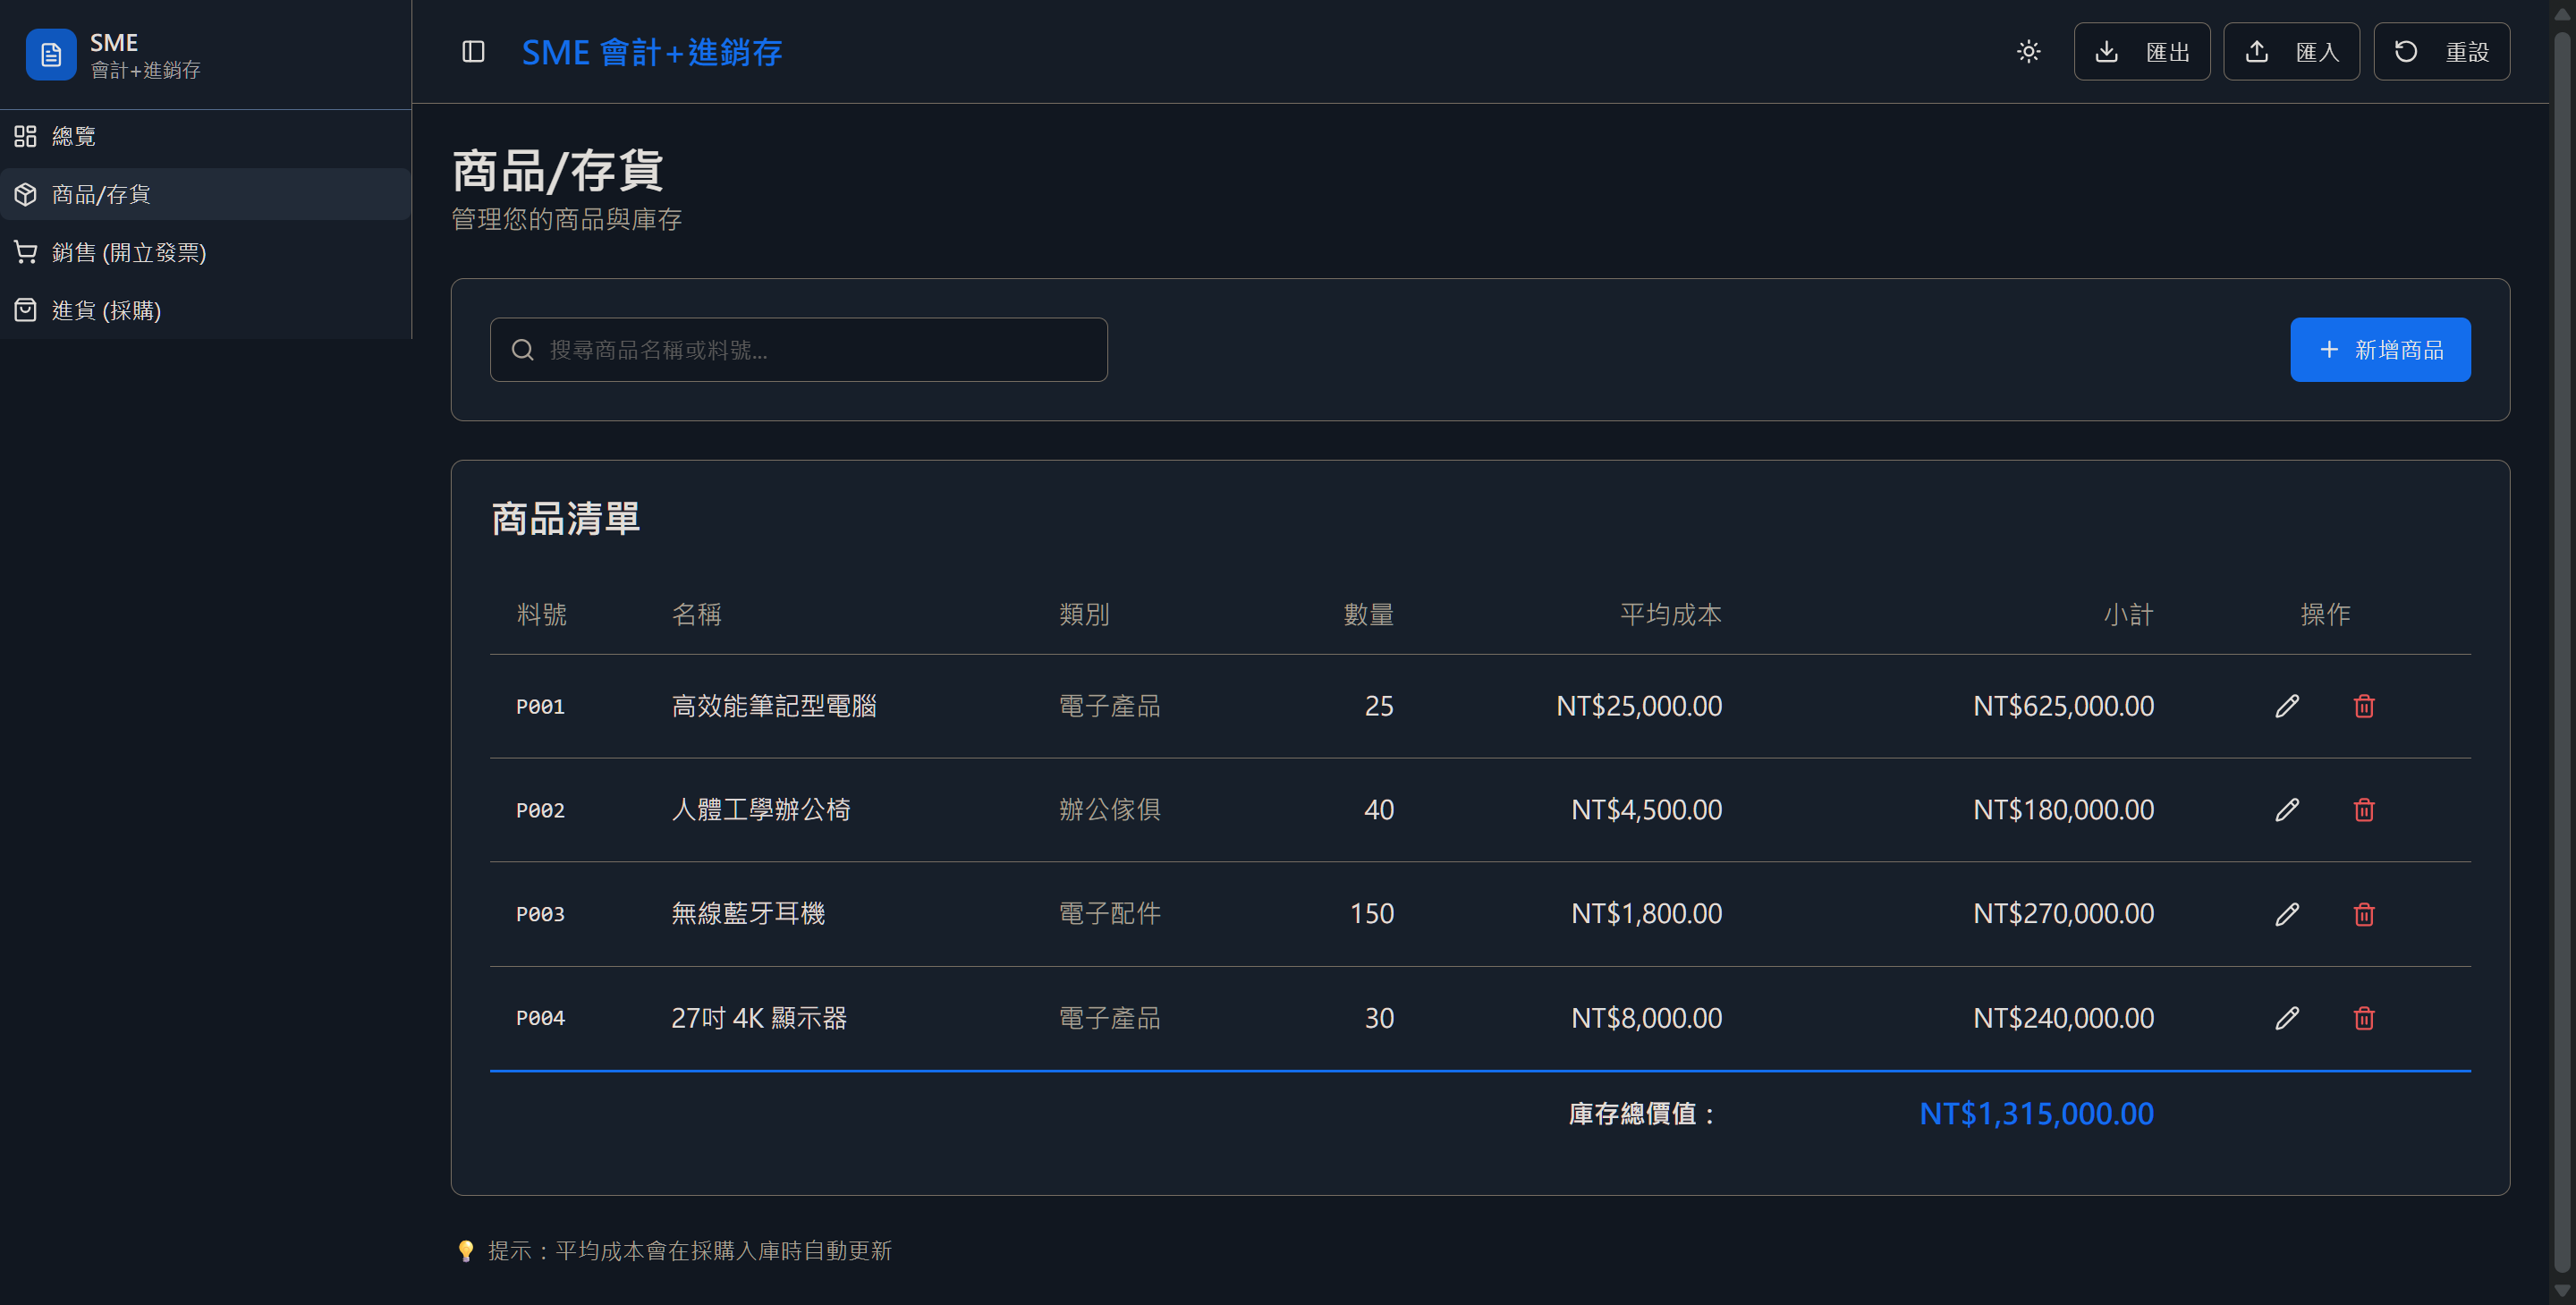 SME
會計+進銷存
總覽
商品/存貨
銷售 (開立發票)
進貨 (採購)
SME 會計+進銷存
匯出
匯入
重設
商品/存貨
管理您的商品與庫存
搜尋商品名稱或料號...
新增商品
商品清單
料號 名稱 類別 數量 平均成本 小計 操作
P001 高效能筆記型電腦 電子產品 25 NT$25,000.00 NT$625,000.00
P002 人體工學辦公椅 辦公傢俱 40 NT$4,500.00 NT$180,000.00
P003 無線藍牙耳機 電子配件 150 NT$1,800.00 NT$270,000.00
P004 27吋 4K 顯示器 電子產品 30 NT$8,000.00 NT$240,000.00
庫存總價值： NT$1,315,000.00
💡 提示：平均成本會在採購入庫時自動更新